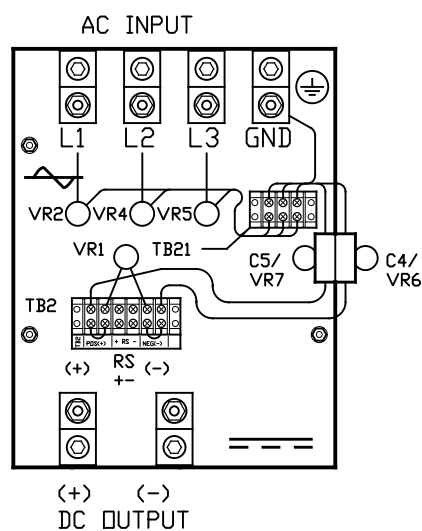 AC INPUT
L1 L2 L3 GND
VR2 VR4 VR5
VR1 TB21
C5/ VR7
C4/ VR6
TB2
TB2 POS(+) + RS - NEG(-)
(+) RS (-)
+-
(+) (-)
DC OUTPUT